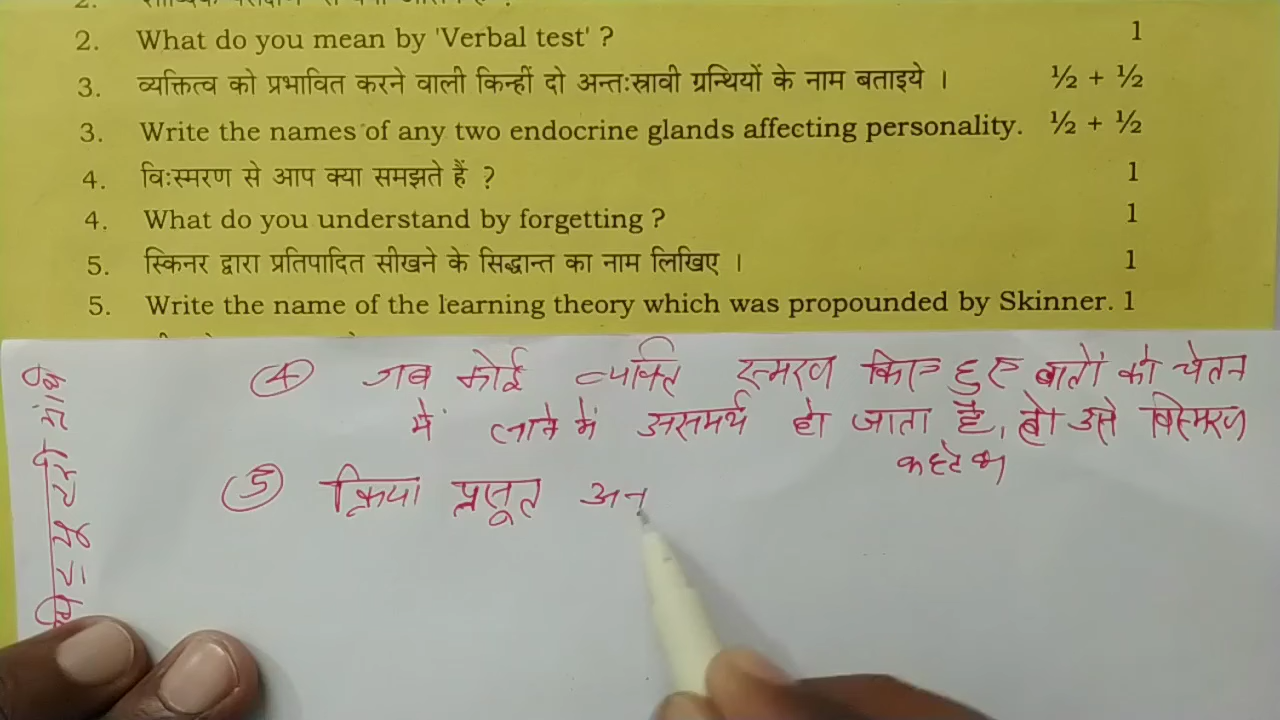 2. What do you mean by 'Verbal test' ? 1
3. व्यक्तित्व को प्रभावित करने वाली किन्हीं दो अन्तःस्रावी ग्रन्थियों के नाम बताइये । ½ + ½
3. Write the names of any two endocrine glands affecting personality. ½ + ½
4. विःस्मरण से आप क्या समझते हैं ? 1
4. What do you understand by forgetting ? 1
5. स्किनर द्वारा प्रतिपादित सीखने के सिद्धान्त का नाम लिखिए । 1
5. Write the name of the learning theory which was propounded by Skinner. 1
④ जब कोई व्यक्ति स्मरण किए हुए बातों को चेतन
में लाने में असमर्थ हो जाता है, तो उसे विस्मरण
कहते
⑤ क्रिया प्रसूत अनु